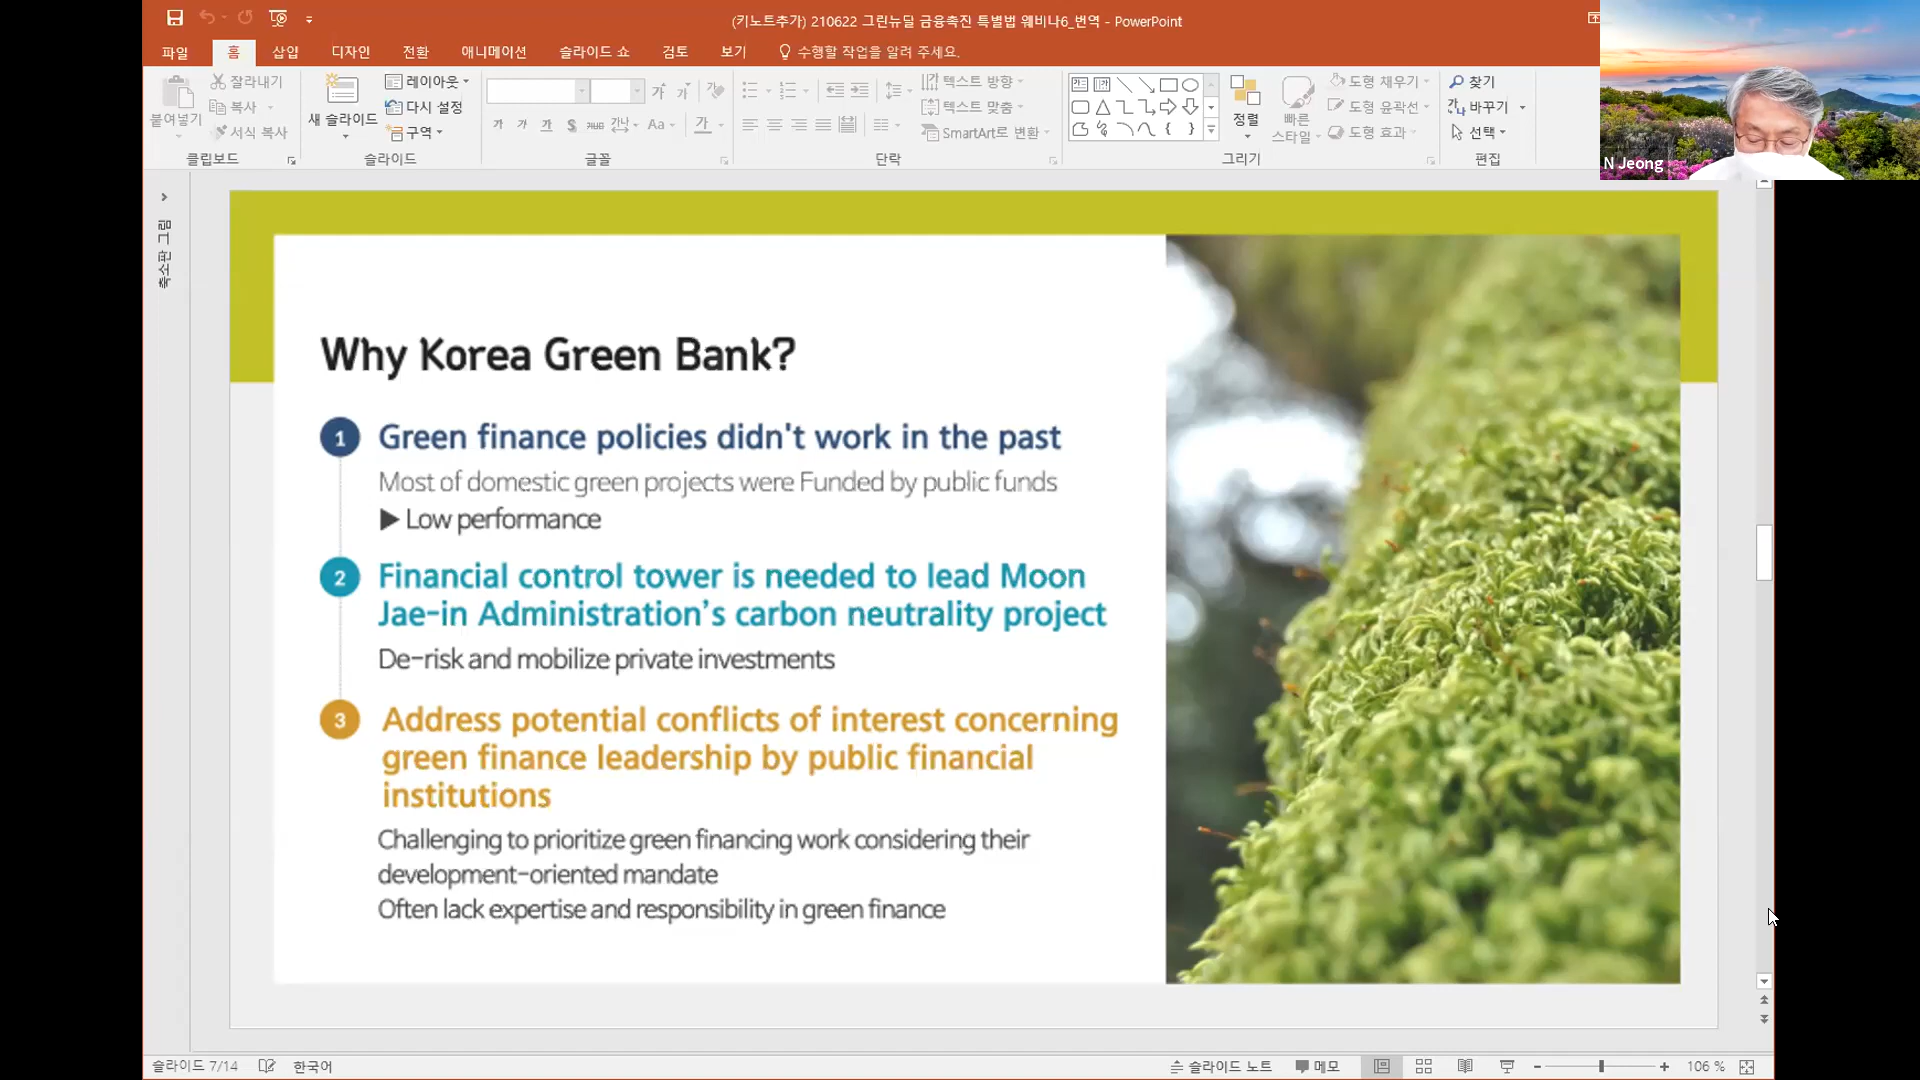 (키노트추가) 210622 그린뉴딜 금융촉진 특별법 웨비나6_번역 - PowerPoint
파일 홈 삽입 디자인 전환 애니메이션 슬라이드 쇼 검토 보기 수행할 작업을 알려 주세요.
붙여넣기
잘라내기
복사
서식 복사
클립보드
새 슬라이드
레이아웃
다시 설정
구역
슬라이드
가 가 가 S abc 간나 Aa 가
글꼴
텍스트 방향
텍스트 맞춤
SmartArt로 변환
단락
정렬
빠른
스타일
도형 채우기
도형 윤곽선
도형 효과
그리기
찾기
바꾸기
선택
편집
N Jeong
축소판 그림
Why Korea Green Bank?
1 Green finance policies didn't work in the past
Most of domestic green projects were Funded by public funds
▶ Low performance
2 Financial control tower is needed to lead Moon
Jae-in Administration’s carbon neutrality project
De-risk and mobilize private investments
3 Address potential conflicts of interest concerning
green finance leadership by public financial
institutions
Challenging to prioritize green financing work considering their
development-oriented mandate
Often lack expertise and responsibility in green finance
슬라이드 7/14 한국어 슬라이드 노트 메모 106 %